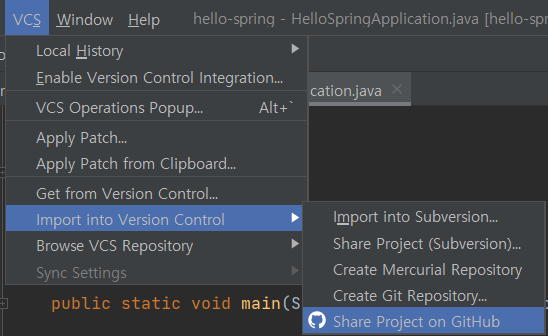 VCS Window Help hello-spring - HelloSpringApplication.java [hello-sp
Local History
Enable Version Control Integration...
VCS Operations Popup... Alt+`
cation.java
Apply Patch...
Apply Patch from Clipboard...
Get from Version Control...
Import into Version Control
Browse VCS Repository
Sync Settings
Import into Subversion...
Share Project (Subversion)...
Create Mercurial Repository
Create Git Repository...
Share Project on GitHub
public static void main(S